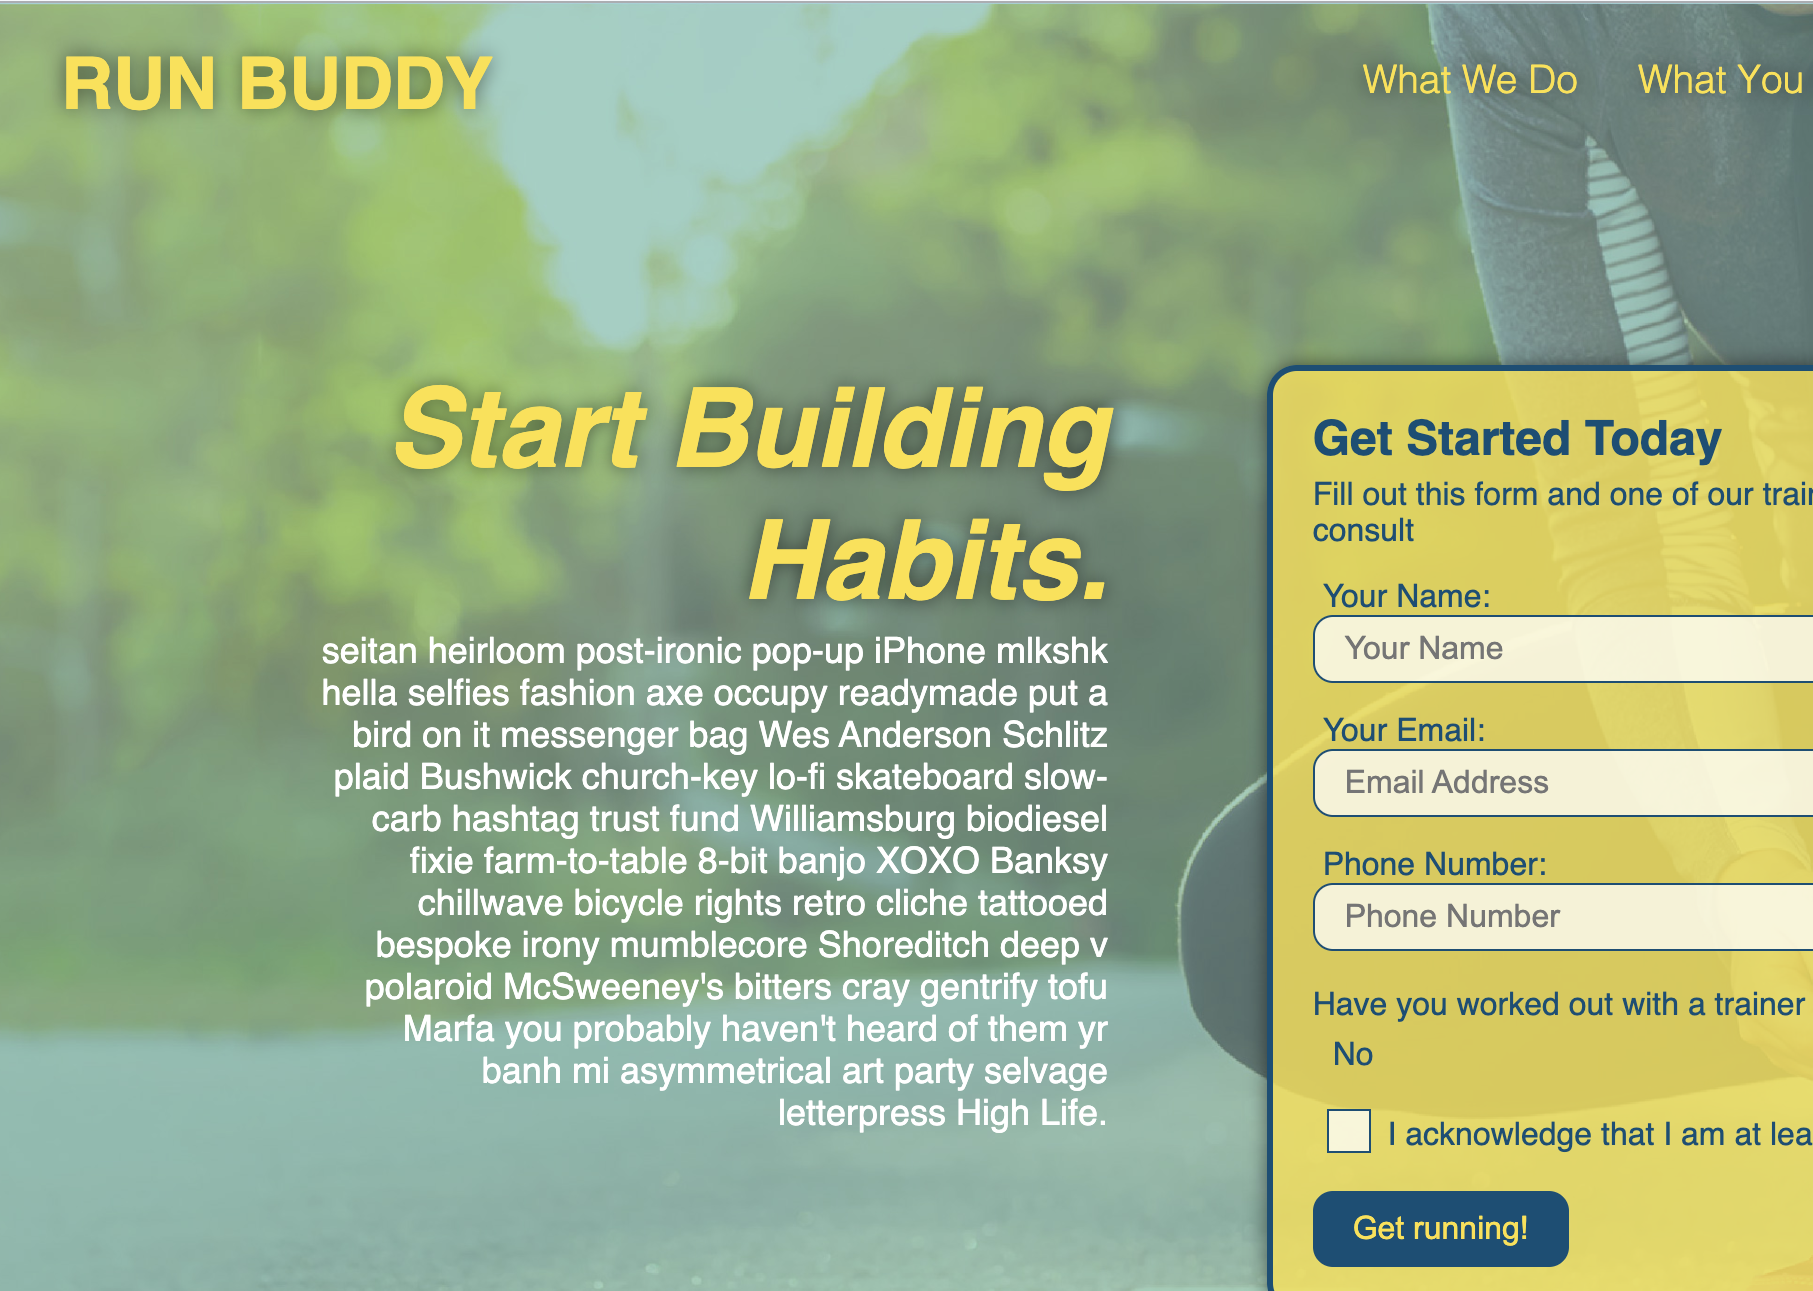 RUN BUDDY
What We Do
What You
Start Building
Habits.
seitan heirloom post-ironic pop-up iPhone mlkshk
hella selfies fashion axe occupy readymade put a
bird on it messenger bag Wes Anderson Schlitz
plaid Bushwick church-key lo-fi skateboard slow-
carb hashtag trust fund Williamsburg biodiesel
fixie farm-to-table 8-bit banjo XOXO Banksy
chillwave bicycle rights retro cliche tattooed
bespoke irony mumblecore Shoreditch deep v
polaroid McSweeney's bitters cray gentrify tofu
Marfa you probably haven't heard of them yr
banh mi asymmetrical art party selvage
letterpress High Life.
Get Started Today
Fill out this form and one of our
consult
Your Name:
Your Name
Your Email:
Email Address
Phone Number:
Phone Number
Have you worked out with a trainer
No
I acknowledge that I am at
Get running!